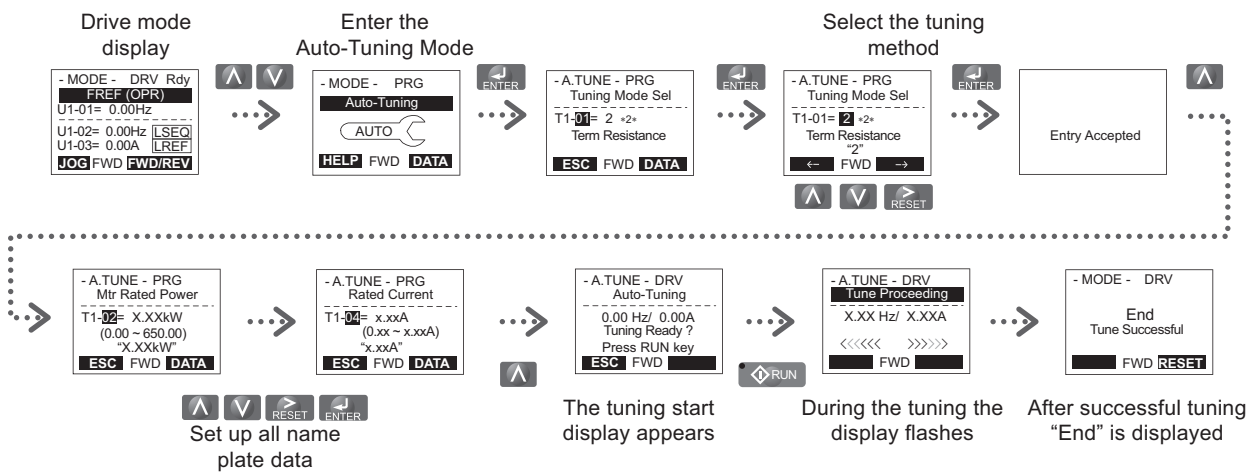 Drive mode
display
- MODE -   DRV  Rdy
FREF (OPR)
U1-01=  0.00Hz
U1-02=  0.00Hz LSEQ
U1-03=  0.00A LREF
JOG FWD FWD/REV
Enter the
Auto-Tuning Mode
- MODE -   PRG
Auto-Tuning
AUTO
HELP FWD DATA
ENTER
- A.TUNE - PRG
Tuning Mode Sel
T1-01= 2 *2*
Term Resistance
ESC FWD DATA
ENTER
Select the tuning
method
- A.TUNE - PRG
Tuning Mode Sel
T1-01= 2 *2*
Term Resistance
“2”
← FWD →
RESET
ENTER
Entry Accepted
- A.TUNE - PRG
Mtr Rated Power
T1-02=  X.XXkW
(0.00 ~ 650.00)
“X.XXkW”
ESC FWD DATA
- A.TUNE - PRG
Rated Current
T1-04=  x.xxA
(0.xx ~ x.xxA)
“x.xxA”
ESC FWD DATA
RESET ENTER
Set up all name
plate data
- A.TUNE - DRV
Auto-Tuning
0.00 Hz/  0.00A
Tuning Ready ?
Press RUN key
ESC FWD
The tuning start
display appears
RUN
- A.TUNE - DRV
Tune Proceeding
X.XX Hz/  X.XXA
<<<<<< >>>>>>
FWD
During the tuning the
display flashes
- MODE -   DRV
End
Tune Successful
FWD RESET
After successful tuning
“End” is displayed